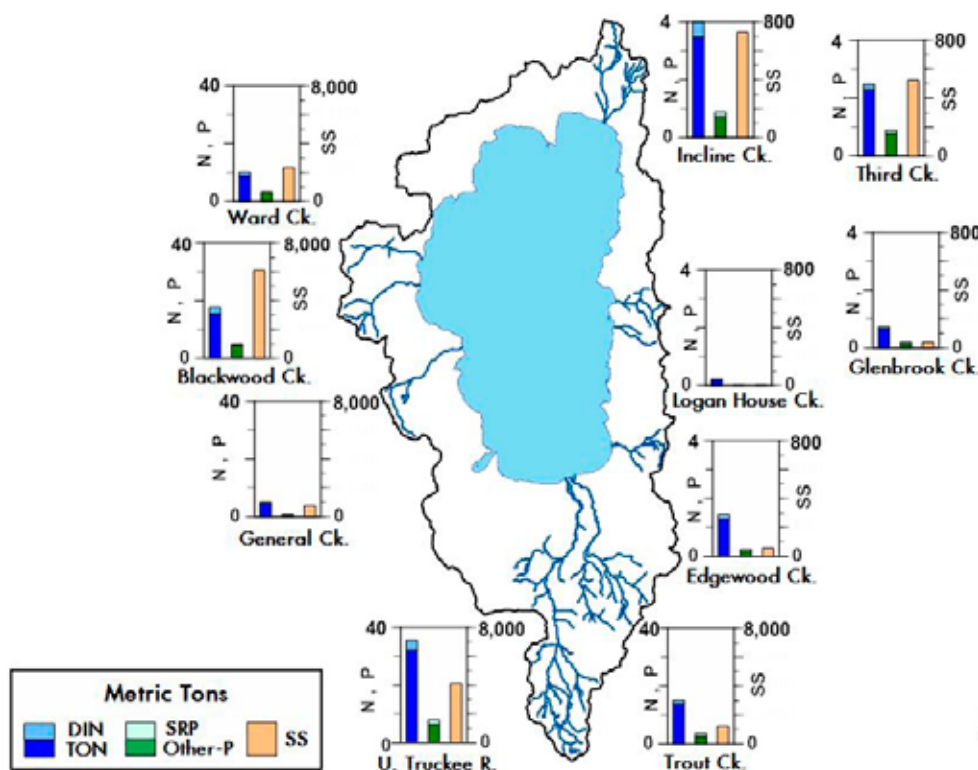 4
800
N, P
SS
0
0
Incline Ck.
4
800
N, P
SS
0
0
Third Ck.
40
8,000
N, P
SS
0
0
Ward Ck.
40
8,000
N, P
SS
0
0
Blackwood Ck.
4
800
N, P
SS
0
0
Glenbrook Ck.
4
800
N, P
SS
0
0
Logan House Ck.
40
8,000
N, P
SS
0
0
General Ck.
4
800
N, P
SS
0
0
Edgewood Ck.
40
8,000
N, P
SS
0
0
U. Truckee R.
40
8,000
N, P
SS
0
0
Trout Ck.
Metric Tons
DIN SRP
TON Other-P SS